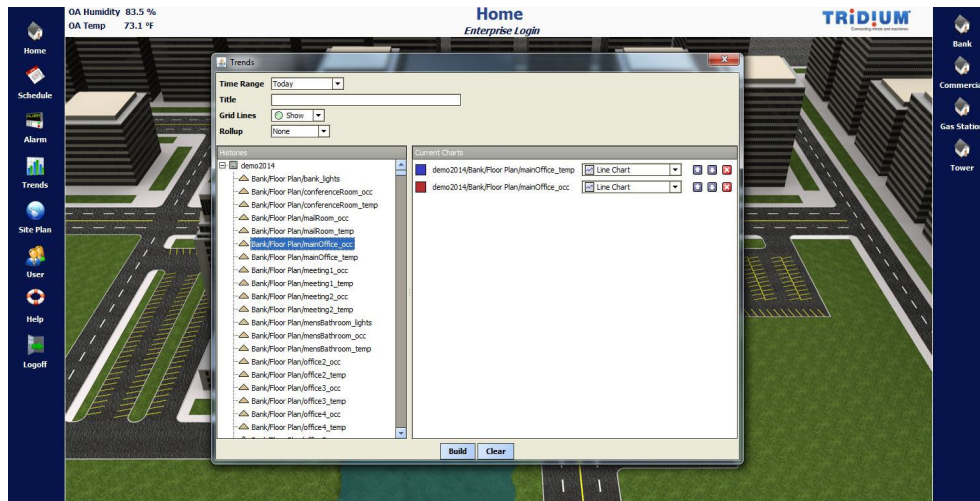 OA Humidity 83.5 %
OA Temp 73.1 ºF
Home
Enterprise Login
TRIDIUM
Connecting minds and machines
Home
Schedule
Alarm
Trends
Site Plan
User
Help
Logoff
Bank
Commercia
Gas Statio
Tower
Trends
Time Range Today
Title
Grid Lines Show
Rollup None
Histories
demo2014
Bank/Floor Plan/bank_lights
Bank/Floor Plan/conferenceRoom_occ
Bank/Floor Plan/conferenceRoom_temp
Bank/Floor Plan/mailRoom_occ
Bank/Floor Plan/mailRoom_temp
Bank/Floor Plan/mainOffice_occ
Bank/Floor Plan/mainOffice_temp
Bank/Floor Plan/meeting1_occ
Bank/Floor Plan/meeting1_temp
Bank/Floor Plan/meeting2_occ
Bank/Floor Plan/meeting2_temp
Bank/Floor Plan/mensBathroom_lights
Bank/Floor Plan/mensBathroom_occ
Bank/Floor Plan/mensBathroom_temp
Bank/Floor Plan/office2_occ
Bank/Floor Plan/office2_temp
Bank/Floor Plan/office3_occ
Bank/Floor Plan/office3_temp
Bank/Floor Plan/office4_occ
Bank/Floor Plan/office4_temp
Current Charts
demo2014/Bank/Floor Plan/mainOffice_temp Line Chart
demo2014/Bank/Floor Plan/mainOffice_occ Line Chart
Build Clear